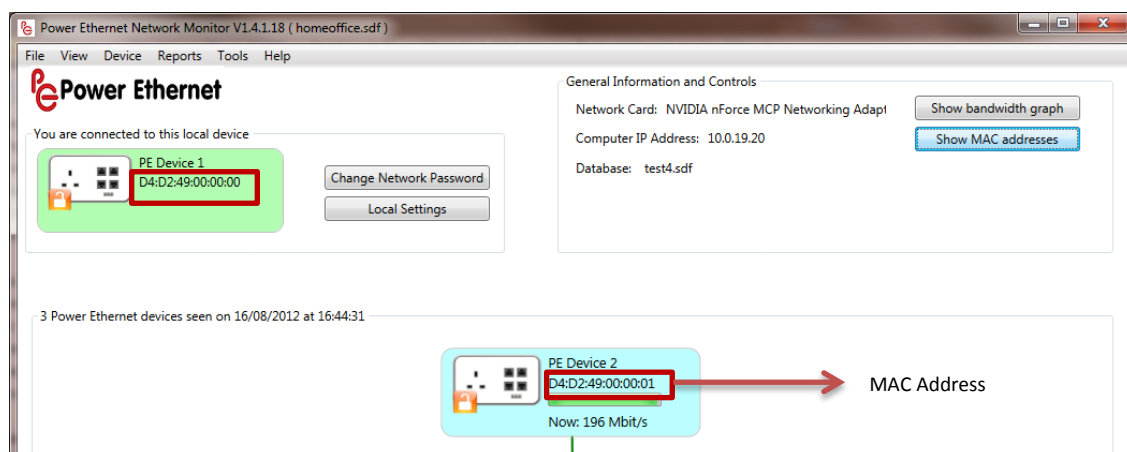 Power Ethernet Network Monitor V1.4.1.18 ( homeoffice.sdf )
File View Device Reports Tools Help
Power Ethernet
You are connected to this local device
PE Device 1
D4:D2:49:00:00:00
Change Network Password
Local Settings
General Information and Controls
Network Card: NVIDIA nForce MCP Networking Adapt
Show bandwidth graph
Computer IP Address: 10.0.19.20
Show MAC addresses
Database: test4.sdf
3 Power Ethernet devices seen on 16/08/2012 at 16:44:31
PE Device 2
D4:D2:49:00:00:01
MAC Address
Now: 196 Mbit/s